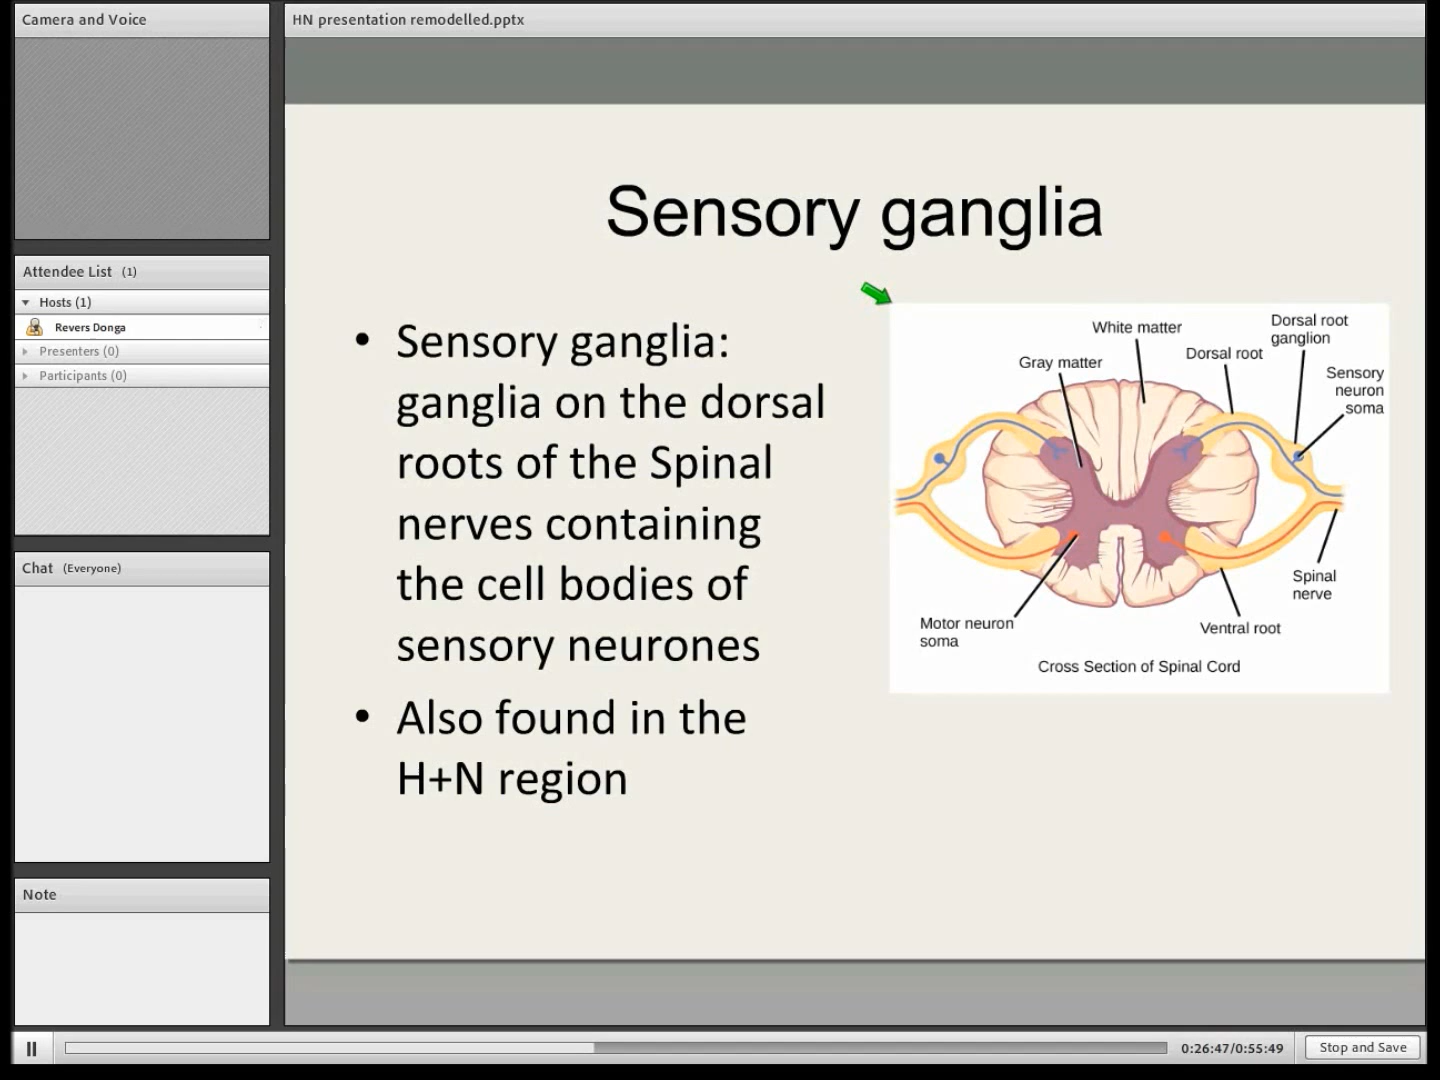 Camera and Voice
HN presentation remodelled.pptx
Attendee List (1)
Hosts (1)
Revers Donga
Presenters (0)
Participants (0)
Chat (Everyone)
Note
Sensory ganglia
• Sensory ganglia:
ganglia on the dorsal
roots of the Spinal
nerves containing
the cell bodies of
sensory neurones
• Also found in the
H+N region
White matter
Gray matter
Dorsal root
Dorsal root
ganglion
Sensory
neuron
soma
Spinal
nerve
Motor neuron
soma
Ventral root
Cross Section of Spinal Cord
0:26:47/0:55:49
Stop and Save